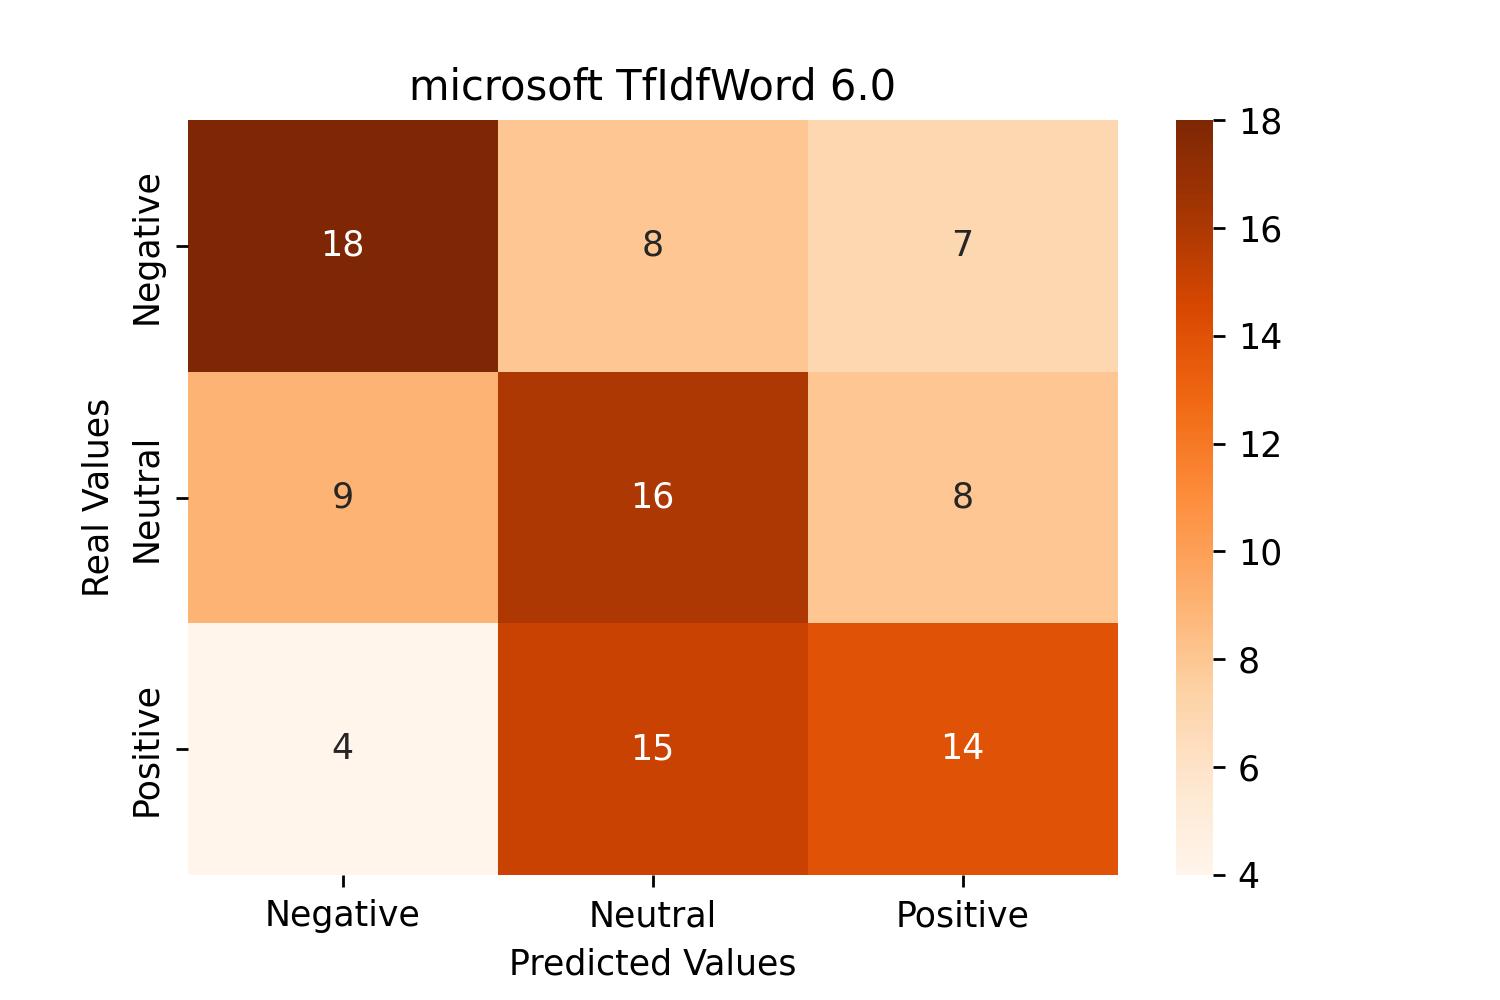 microsoft TfIdfWord 6.0
Real Values
Negative
18 8 7
Neutral
9 16 8
Positive
4 15 14
Negative Neutral Positive
Predicted Values
18
16
14
12
10
8
6
4